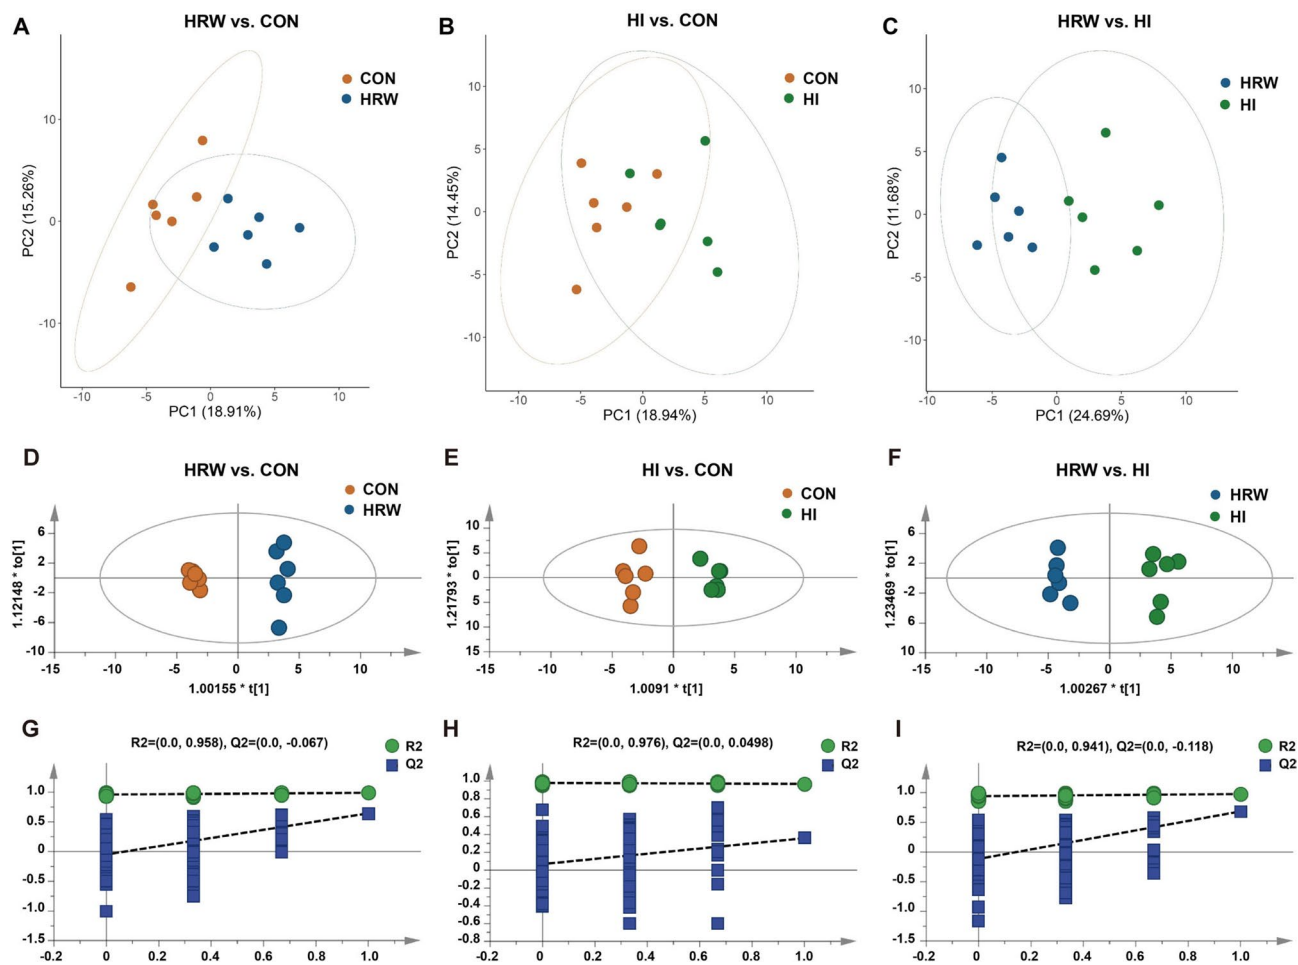 A
HRW vs. CON
CON
HRW
10
0
-10
PC2 (15.26%)
-10
-5
0
5
10
PC1 (18.91%)
B
HI vs. CON
CON
HI
10
5
0
-5
-10
PC2 (14.45%)
-10
-5
0
5
10
PC1 (18.94%)
C
HRW vs. HI
HRW
HI
10
5
0
-5
-10
PC2 (11.68%)
-10
-5
0
5
10
PC1 (24.69%)
D
HRW vs. CON
CON
HRW
6
2
-2
-6
-10
1.12148 * to[1]
-15
-10
-5
0
5
10
1.00155 * t[1]
E
HI vs. CON
CON
HI
10
5
0
5
10
15
1.21793 * to[1]
-15
-10
-5
0
5
10
1.0091 * t[1]
F
HRW vs. HI
HRW
HI
6
2
2
6
10
1.23469 * to[1]
-15
-10
-5
0
5
10
1.00267 * t[1]
G
R2=(0.0, 0.958), Q2=(0.0, -0.067)
R2
Q2
1.0
0.5
0
-0.5
-1.0
-1.5
-0.2
0
0.2
0.4
0.6
0.8
1.0
H
R2=(0.0, 0.976), Q2=(0.0, 0.0498)
R2
Q2
1.0
0.8
0.6
0.4
0.2
0
-0.2
-0.4
-0.6
-0.8
-0.2
0
0.2
0.4
0.6
0.8
1.0
I
R2=(0.0, 0.941), Q2=(0.0, -0.118)
R2
Q2
1.0
0.5
0
-0.5
-1.0
-1.5
-0.2
0
0.2
0.4
0.6
0.8
1.0